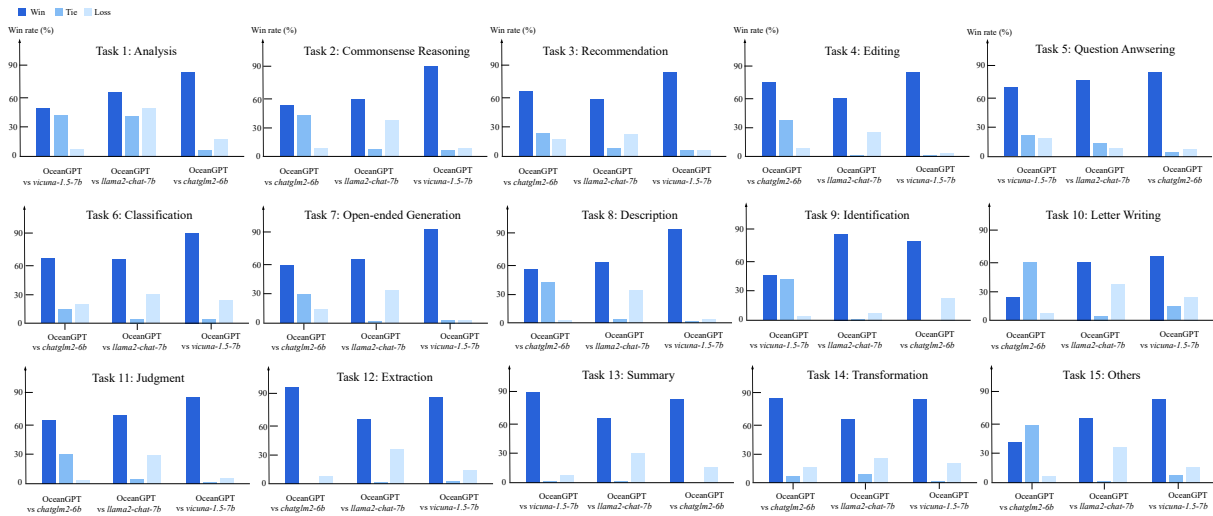 Win Tie Loss
Win rate (%) Win rate (%) Win rate (%) Win rate (%) Win rate (%)
Task 1: Analysis Task 2: Commonsense Reasoning Task 3: Recommendation Task 4: Editing Task 5: Question Anwsering
90 90 90 90 90
60 60 60 60 60
30 30 30 30 30
0 0 0 0 0
OceanGPT OceanGPT OceanGPT OceanGPT OceanGPT OceanGPT OceanGPT OceanGPT OceanGPT OceanGPT OceanGPT OceanGPT OceanGPT OceanGPT OceanGPT
vs vicuna-1.5-7b vs llama2-chat-7b vs chatglm2-6b vs chatglm2-6b vs llama2-chat-7b vs vicuna-1.5-7b vs chatglm2-6b vs llama2-chat-7b vs vicuna-1.5-7b vs chatglm2-6b vs llama2-chat-7b vs vicuna-1.5-7b vs vicuna-1.5-7b vs llama2-chat-7b vs chatglm2-6b
Task 6: Classification Task 7: Open-ended Generation Task 8: Description Task 9: Identification Task 10: Letter Writing
90 90 90 90 90
60 60 60 60 60
30 30 30 30 30
0 0 0 0 0
OceanGPT OceanGPT OceanGPT OceanGPT OceanGPT OceanGPT OceanGPT OceanGPT OceanGPT OceanGPT OceanGPT OceanGPT OceanGPT OceanGPT OceanGPT
vs chatglm2-6b vs llama2-chat-7b vs vicuna-1.5-7b vs chatglm2-6b vs llama2-chat-7b vs vicuna-1.5-7b vs chatglm2-6b vs llama2-chat-7b vs vicuna-1.5-7b vs vicuna-1.5-7b vs llama2-chat-7b vs chatglm2-6b vs chatglm2-6b vs llama2-chat-7b vs vicuna-1.5-7b
Task 11: Judgment Task 12: Extraction Task 13: Summary Task 14: Transformation Task 15: Others
90 90 90 90 90
60 60 60 60 60
30 30 30 30 30
0 0 0 0 0
OceanGPT OceanGPT OceanGPT OceanGPT OceanGPT OceanGPT OceanGPT OceanGPT OceanGPT OceanGPT OceanGPT OceanGPT OceanGPT OceanGPT OceanGPT
vs chatglm2-6b vs llama2-chat-7b vs vicuna-1.5-7b vs chatglm2-6b vs llama2-chat-7b vs vicuna-1.5-7b vs vicuna-1.5-7b vs llama2-chat-7b vs chatglm2-6b vs chatglm2-6b vs llama2-chat-7b vs vicuna-1.5-7b vs chatglm2-6b vs llama2-chat-7b vs vicuna-1.5-7b